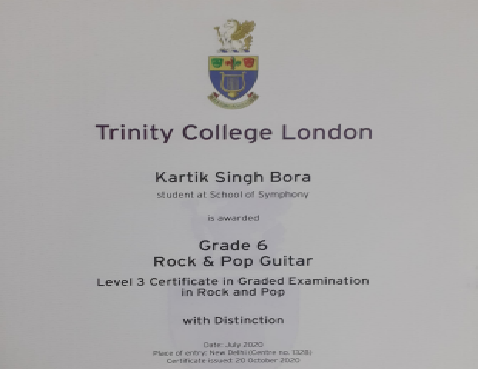 Trinity College London
Kartik Singh Bora
student at School of Symphony
is awarded
Grade 6
Rock & Pop Guitar
Level 3 Certificate in Graded Examination
in Rock and Pop
with Distinction
Date: July 2020
Place of entry: New Delhi (Centre no. 1328)
Certificate issued: 20 October 2020